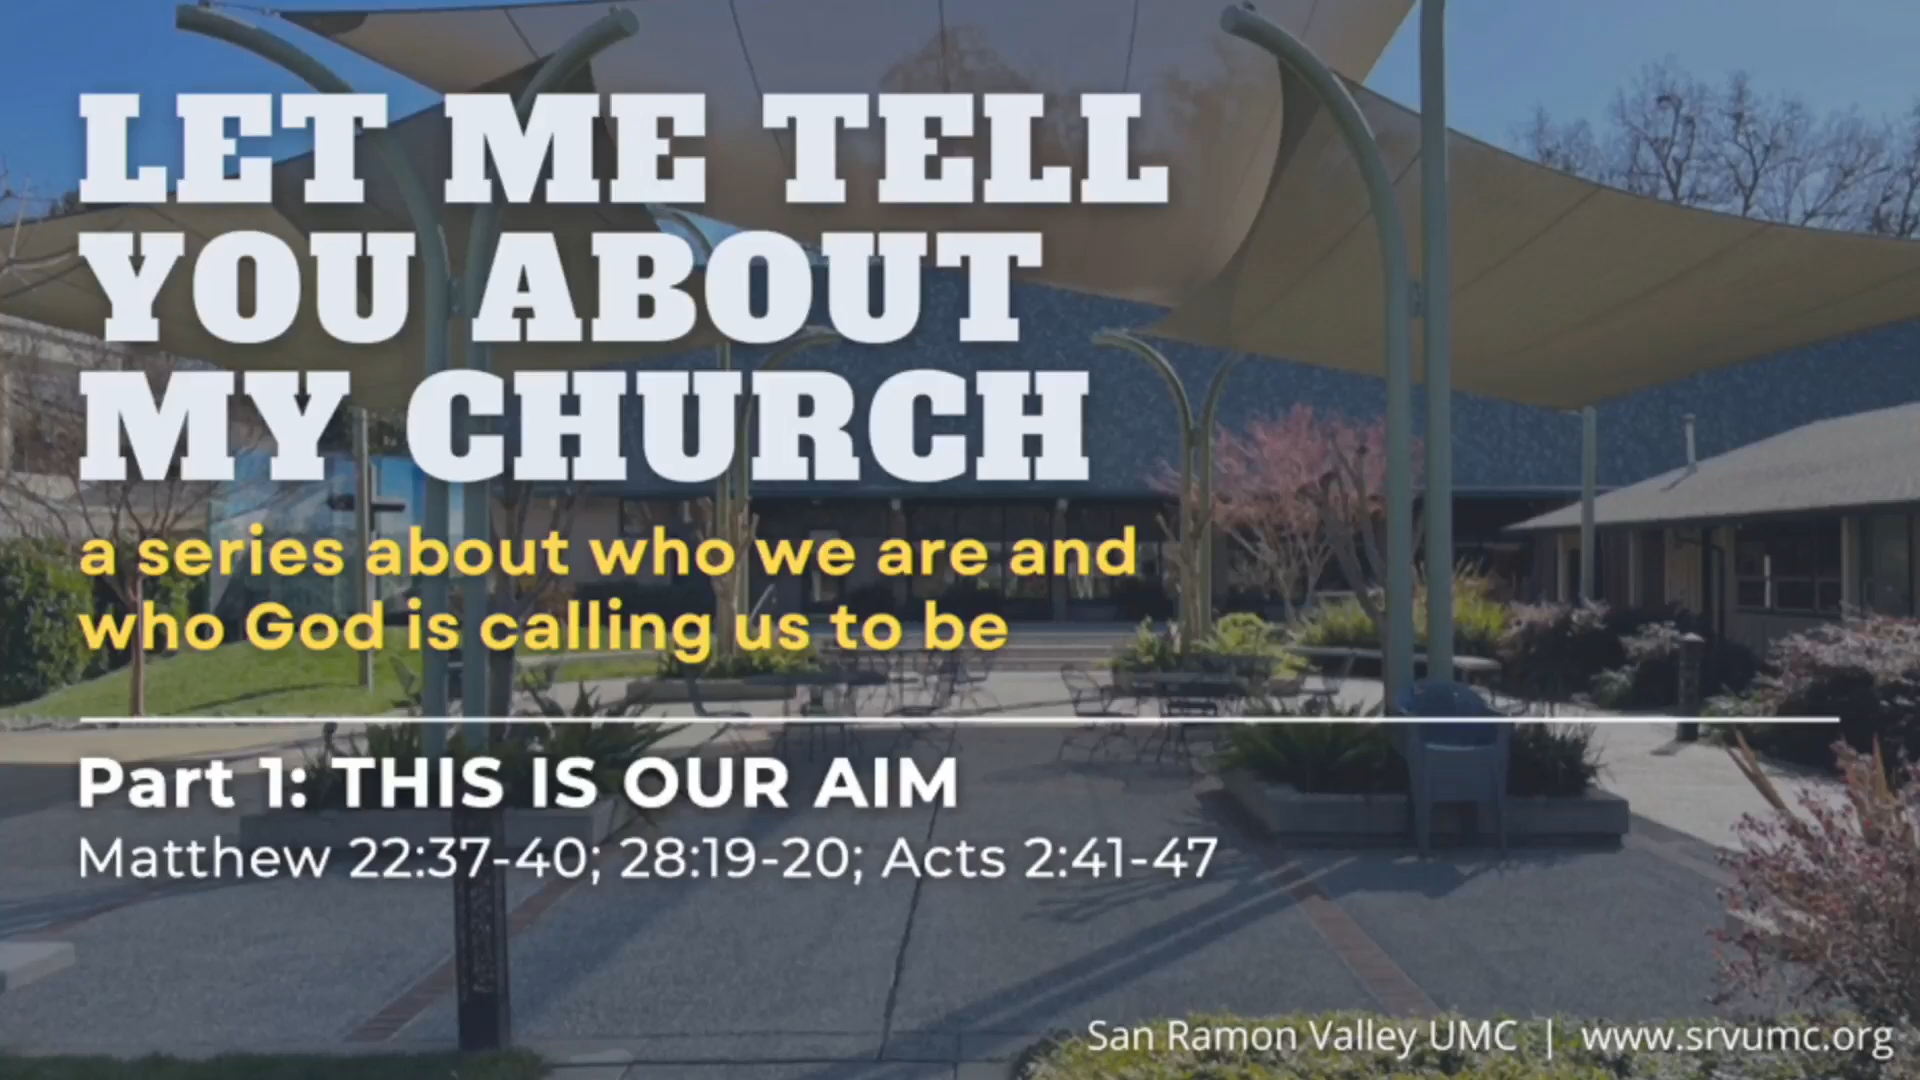 LET ME TELL
YOU ABOUT
MY CHURCH
a series about who we are and
who God is calling us to be
Part 1: THIS IS OUR AIM
Matthew 22:37-40; 28:19-20; Acts 2:41-47
San Ramon Valley UMC | www.srvumc.org